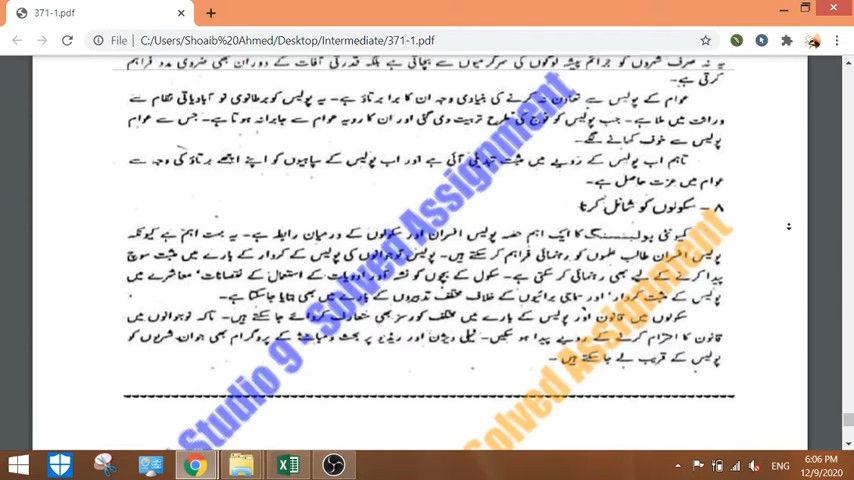 371-1.pdf
File | C:/Users/Shoaib%20Ahmed/Desktop/Intermediate/371-1.pdf
یہ نہ صرف شہروں کو جرائم پیشہ لوگوں کی سرگرمیوں سے بچاتی ہے بلکہ قدرتی آفات کے دوران بھی ضروری مدد فراہم
کرتی ہے۔
عوام کے پولیس سے تعاون نہ کرنے کی بنیادی وجہ ان کا برا برتاؤ ہے۔ یہ پولیس کو برطانوی نو آبادیاتی نظام سے
وراثت میں ملا ہے۔ جب پولیس کو فوج کی طرح تربیت دی گئی اور ان کا رویہ عوام سے جابرانہ ہوتا ہے۔ جس سے عوام
پولیس سے خوف کھانے لگے۔
تاہم اب پولیس کے رویے میں مثبت تبدیلی آئی ہے اور اب پولیس کے سپاہیوں کو اپنے اچھے برتاؤ کی وجہ سے
عوام میں عزت حاصل ہے۔
۸ - سکولوں کو شامل کرنا
کمیونٹی پولیسنگ کا ایک اہم حصہ پولیس افسران اور سکولوں کے درمیان رابطہ ہے۔ یہ بہت اہم ہے کیونکہ
پولیس افسران طالب علموں کو رہنمائی فراہم کر سکتے ہیں۔ پولیس نوجوانوں کی پولیس کے کردار کے بارے میں مثبت سوچ
پیدا کرنے کے لیے بھی رہنمائی کر سکتی ہے۔ سکول کے بچوں کو نشہ آور ادویات کے استعمال کے نقصانات' معاشرے میں
پولیس کے مثبت کردار' اور سماجی برائیوں کے خلاف مختلف تدبیروں کے بارے میں بھی بتایا جا سکتا ہے۔
سکولوں میں قانون اور پولیس کے بارے میں مختلف کورسز بھی متعارف کروائے جا سکتے ہیں۔ تاکہ نوجوانوں میں
قانون کا احترام کرنے کے رویے پیدا ہو سکیں۔ ٹیلی ویژن اور ریڈیو پر بحث و مباحثے کے پروگرام بھی جوان شہریوں کو
پولیس کے قریب لے جا سکتے ہیں۔
Studio 9 - Solved Assignment
Solved Assignment
ENG
6:06 PM
12/9/2020